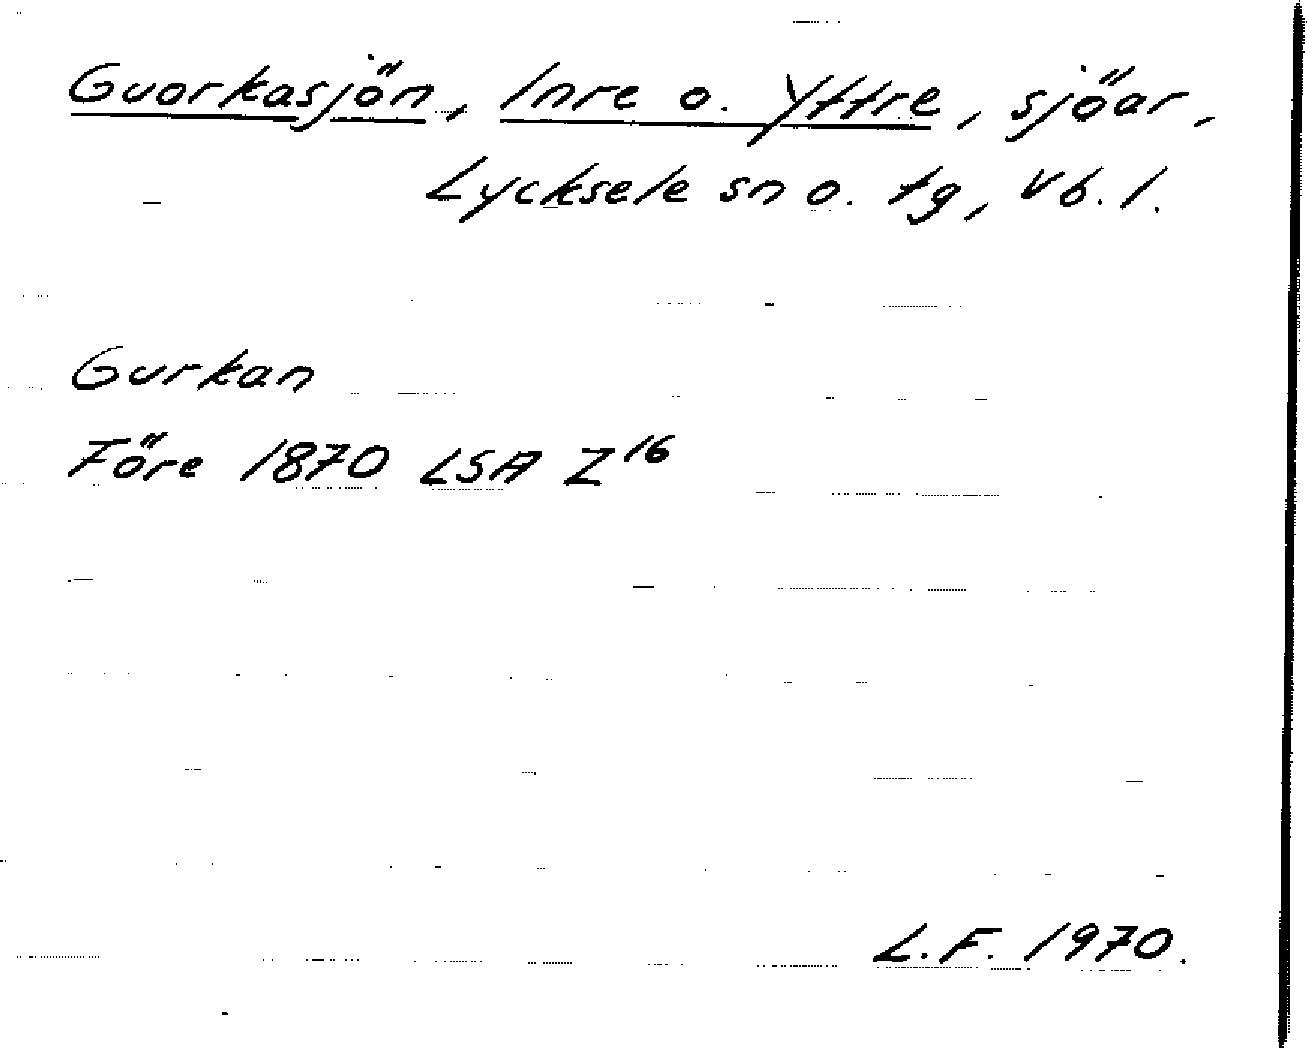 Guorkasjön, Inre o. Yttre, sjöar,
Lycksele sn o. tg, Vb. l.
Gurkan
Före 1870 LSA Z¹⁶
L.F. 1970.